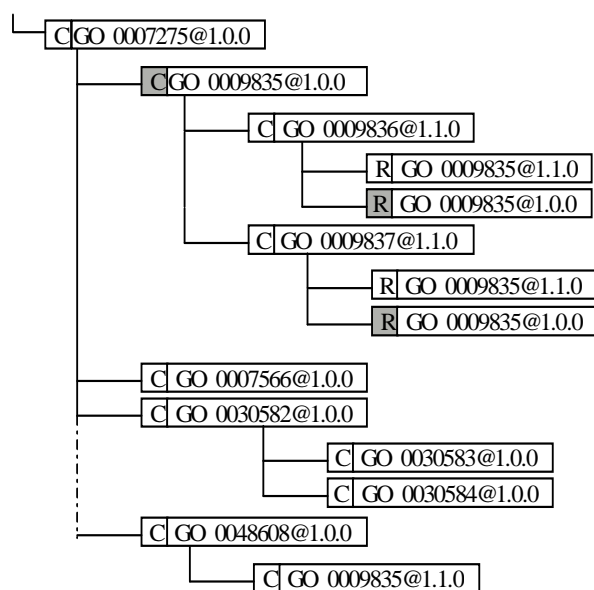 C GO 0007275@1.0.0
C GO 0009835@1.0.0
C GO 0009836@1.1.0
R GO 0009835@1.1.0
R GO 0009835@1.0.0
C GO 0009837@1.1.0
R GO 0009835@1.1.0
R GO 0009835@1.0.0
C GO 0007566@1.0.0
C GO 0030582@1.0.0
C GO 0030583@1.0.0
C GO 0030584@1.0.0
C GO 0048608@1.0.0
C GO 0009835@1.1.0